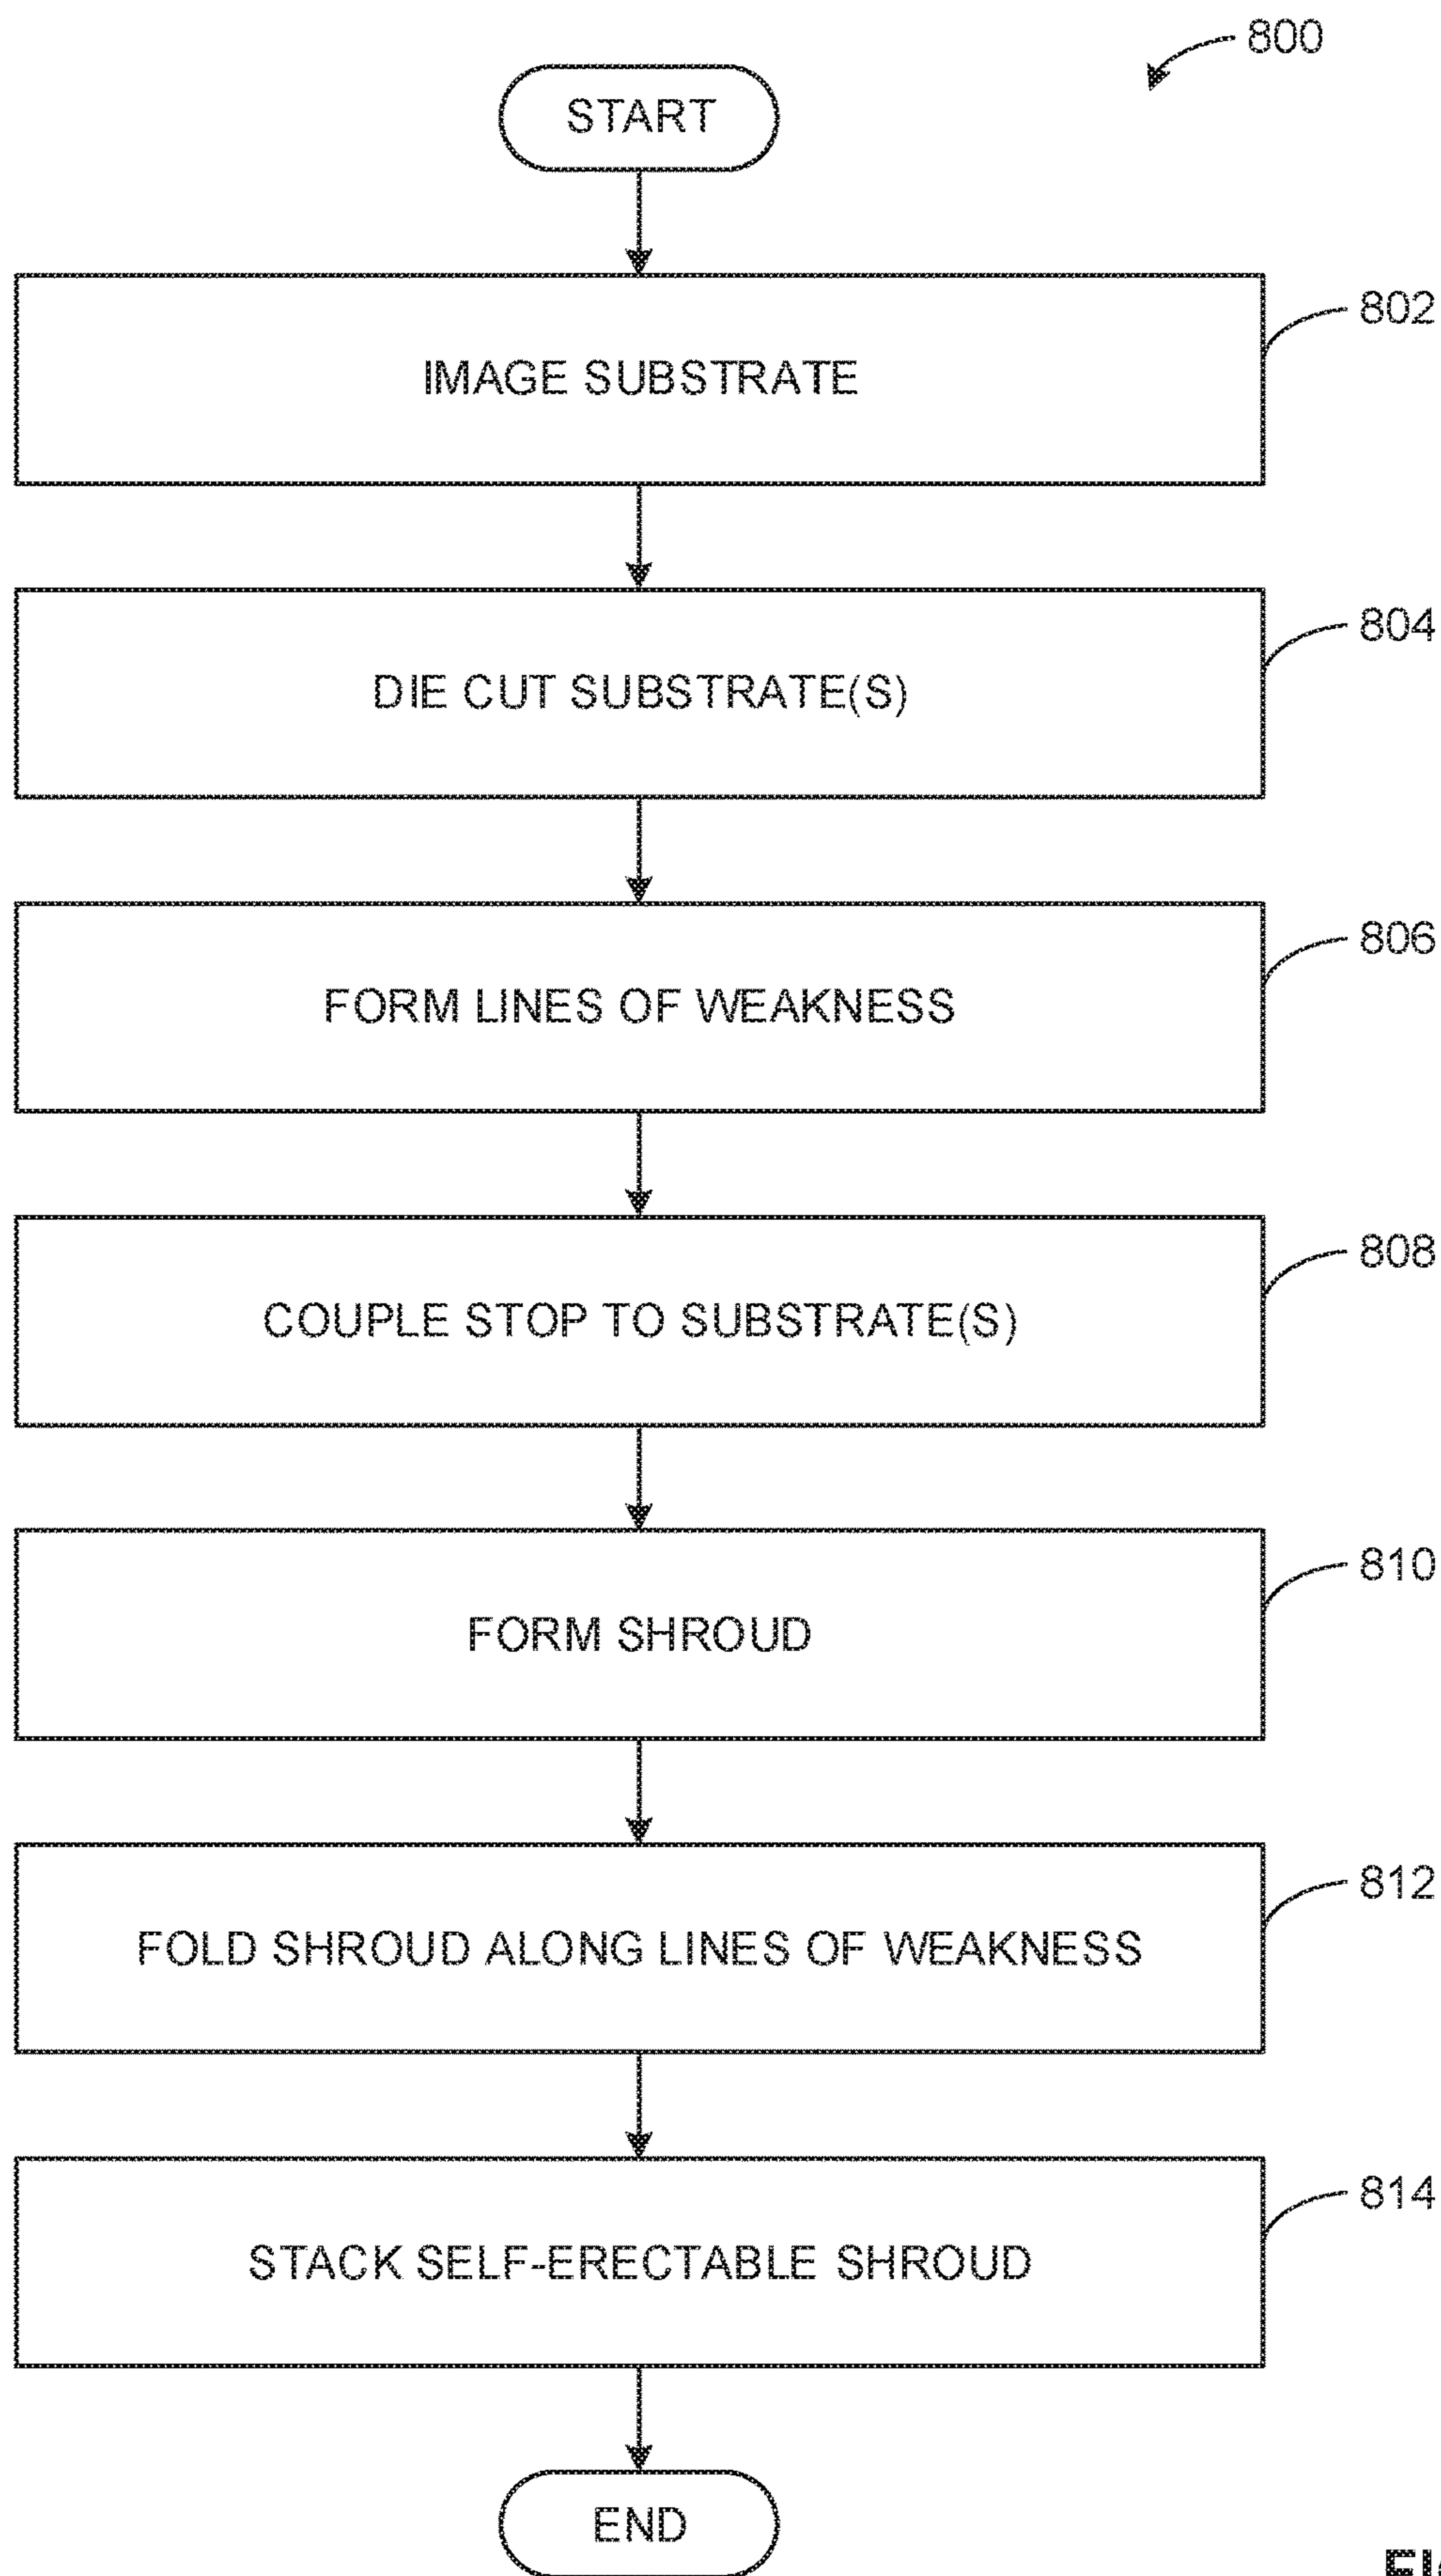 800
START
802
IMAGE SUBSTRATE
804
DIE CUT SUBSTRATE(S)
806
FORM LINES OF WEAKNESS
808
COUPLE STOP TO SUBSTRATE(S)
810
FORM SHROUD
812
FOLD SHROUD ALONG LINES OF WEAKNESS
814
STACK SELF-ERECTABLE SHROUD
END